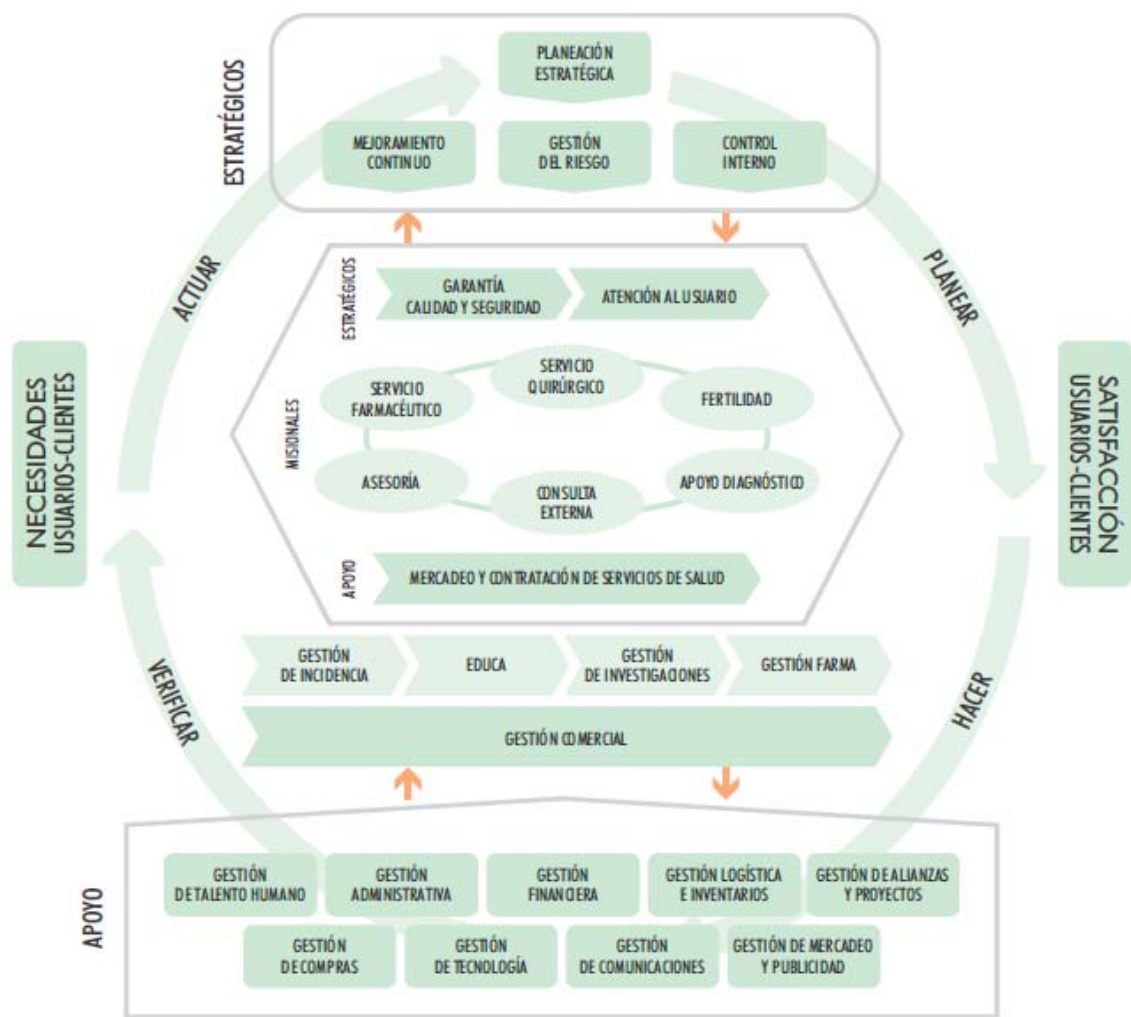 ESTRATÉGICOS
PLANEACIÓN
ESTRATÉGICA
MEJORAMIENTO
CONTINUO
GESTIÓN
DEL RIESGO
CONTROL
INTERNO
ACTUAR
PLANEAR
NECESIDADES
USUARIOS-CLIENTES
SATISFACCIÓN
USUARIOS-CLIENTES
ESTRATÉGICOS
GARANTÍA
CALIDAD Y SEGURIDAD
ATENCIÓN AL USUARIO
MISIONALES
SERVICIO
FARMACÉUTICO
SERVICIO
QUIRÚRGICO
FERTILIDAD
ASESORÍA
CONSULTA
EXTERNA
APOYO DIAGNÓSTICO
APOYO
MERCADEO Y CONTRATACIÓN DE SERVICIOS DE SALUD
VERIFICAR
HACER
GESTIÓN
DE INCIDENCIA
EDUCA
GESTIÓN
DE INVESTIGACIONES
GESTIÓN FARMA
GESTIÓN COMERCIAL
APOYO
GESTIÓN
DE TALENTO HUMANO
GESTIÓN
ADMINISTRATIVA
GESTIÓN
FINANCIERA
GESTIÓN LOGÍSTICA
E INVENTARIOS
GESTIÓN DE ALIANZAS
Y PROYECTOS
GESTIÓN
DE COMPRAS
GESTIÓN
DE TECNOLOGÍA
GESTIÓN
DE COMUNICACIONES
GESTIÓN DE MERCADEO
Y PUBLICIDAD